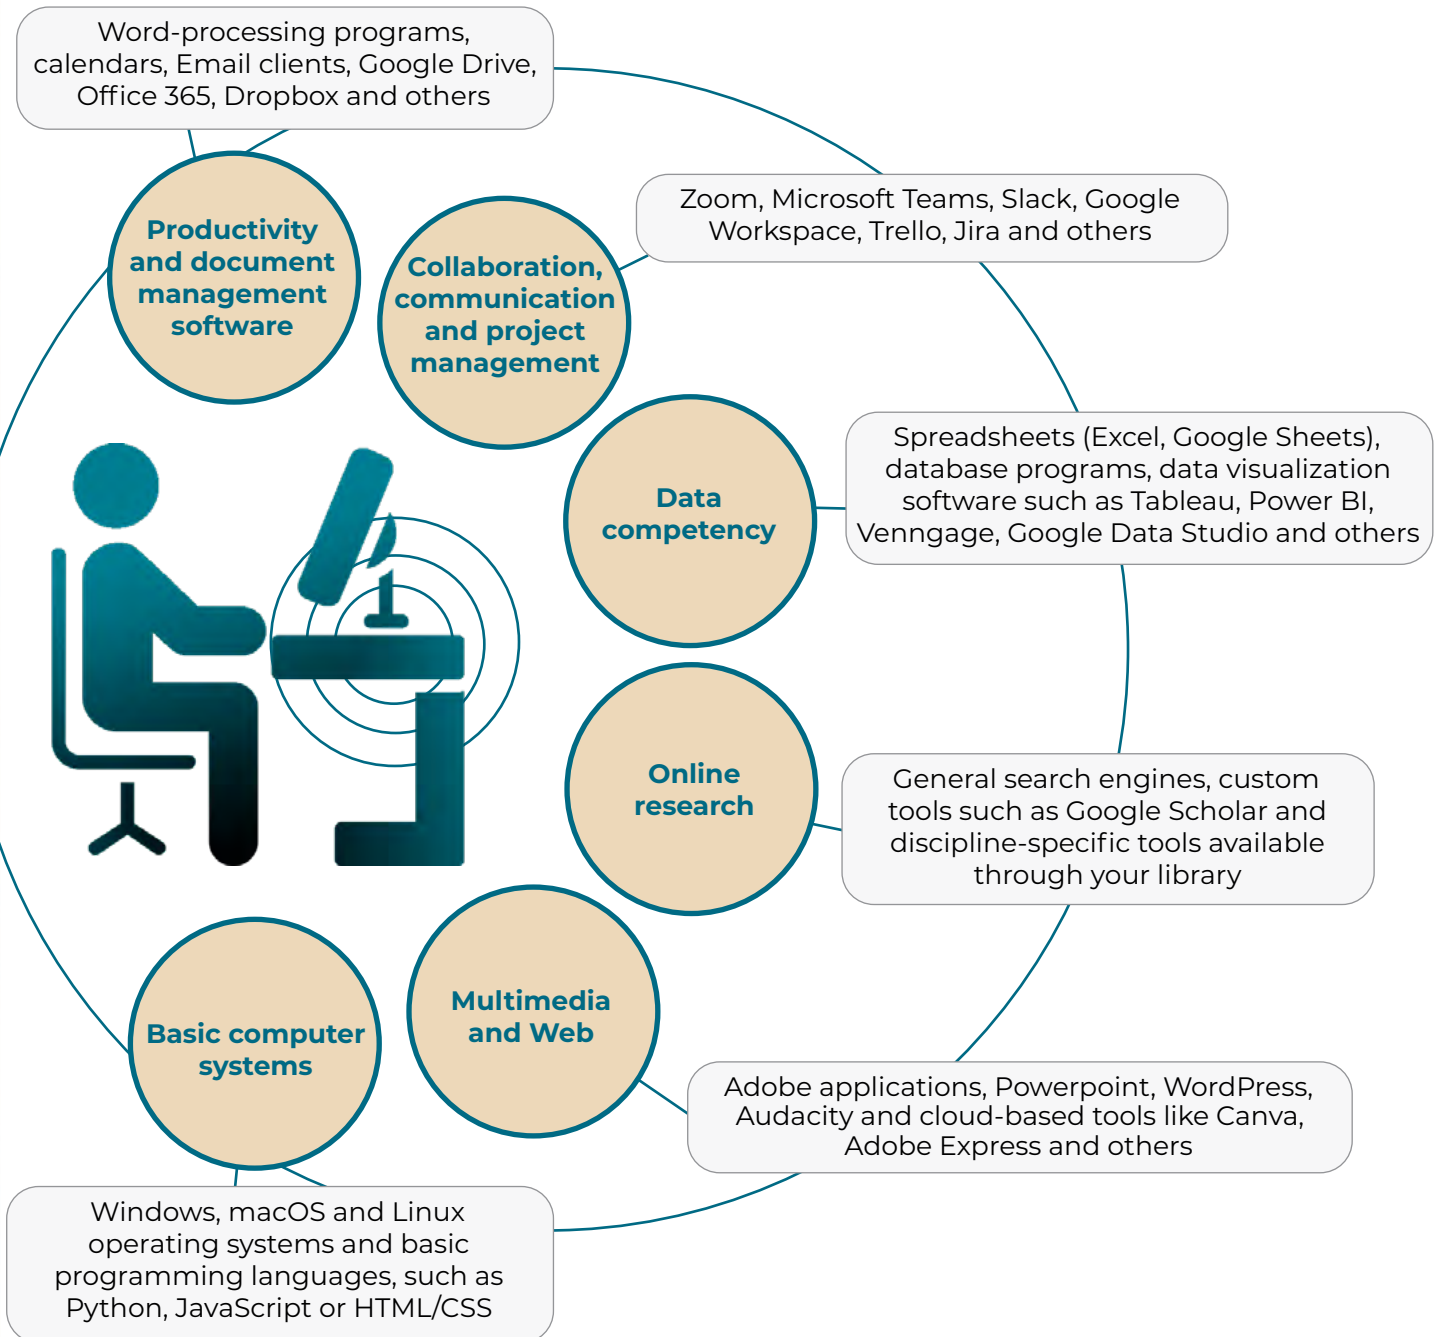 Word-processing programs,
calendars, Email clients, Google Drive,
Office 365, Dropbox and others
Productivity
and document
management
software
Zoom, Microsoft Teams, Slack, Google
Workspace, Trello, Jira and others
Collaboration,
communication
and project
management
Spreadsheets (Excel, Google Sheets),
database programs, data visualization
software such as Tableau, Power BI,
Venngage, Google Data Studio and others
Data
competency
Online
research
General search engines, custom
tools such as Google Scholar and
discipline-specific tools available
through your library
Multimedia
and Web
Adobe applications, Powerpoint, WordPress,
Audacity and cloud-based tools like Canva,
Adobe Express and others
Basic computer
systems
Windows, macOS and Linux
operating systems and basic
programming languages, such as
Python, JavaScript or HTML/CSS